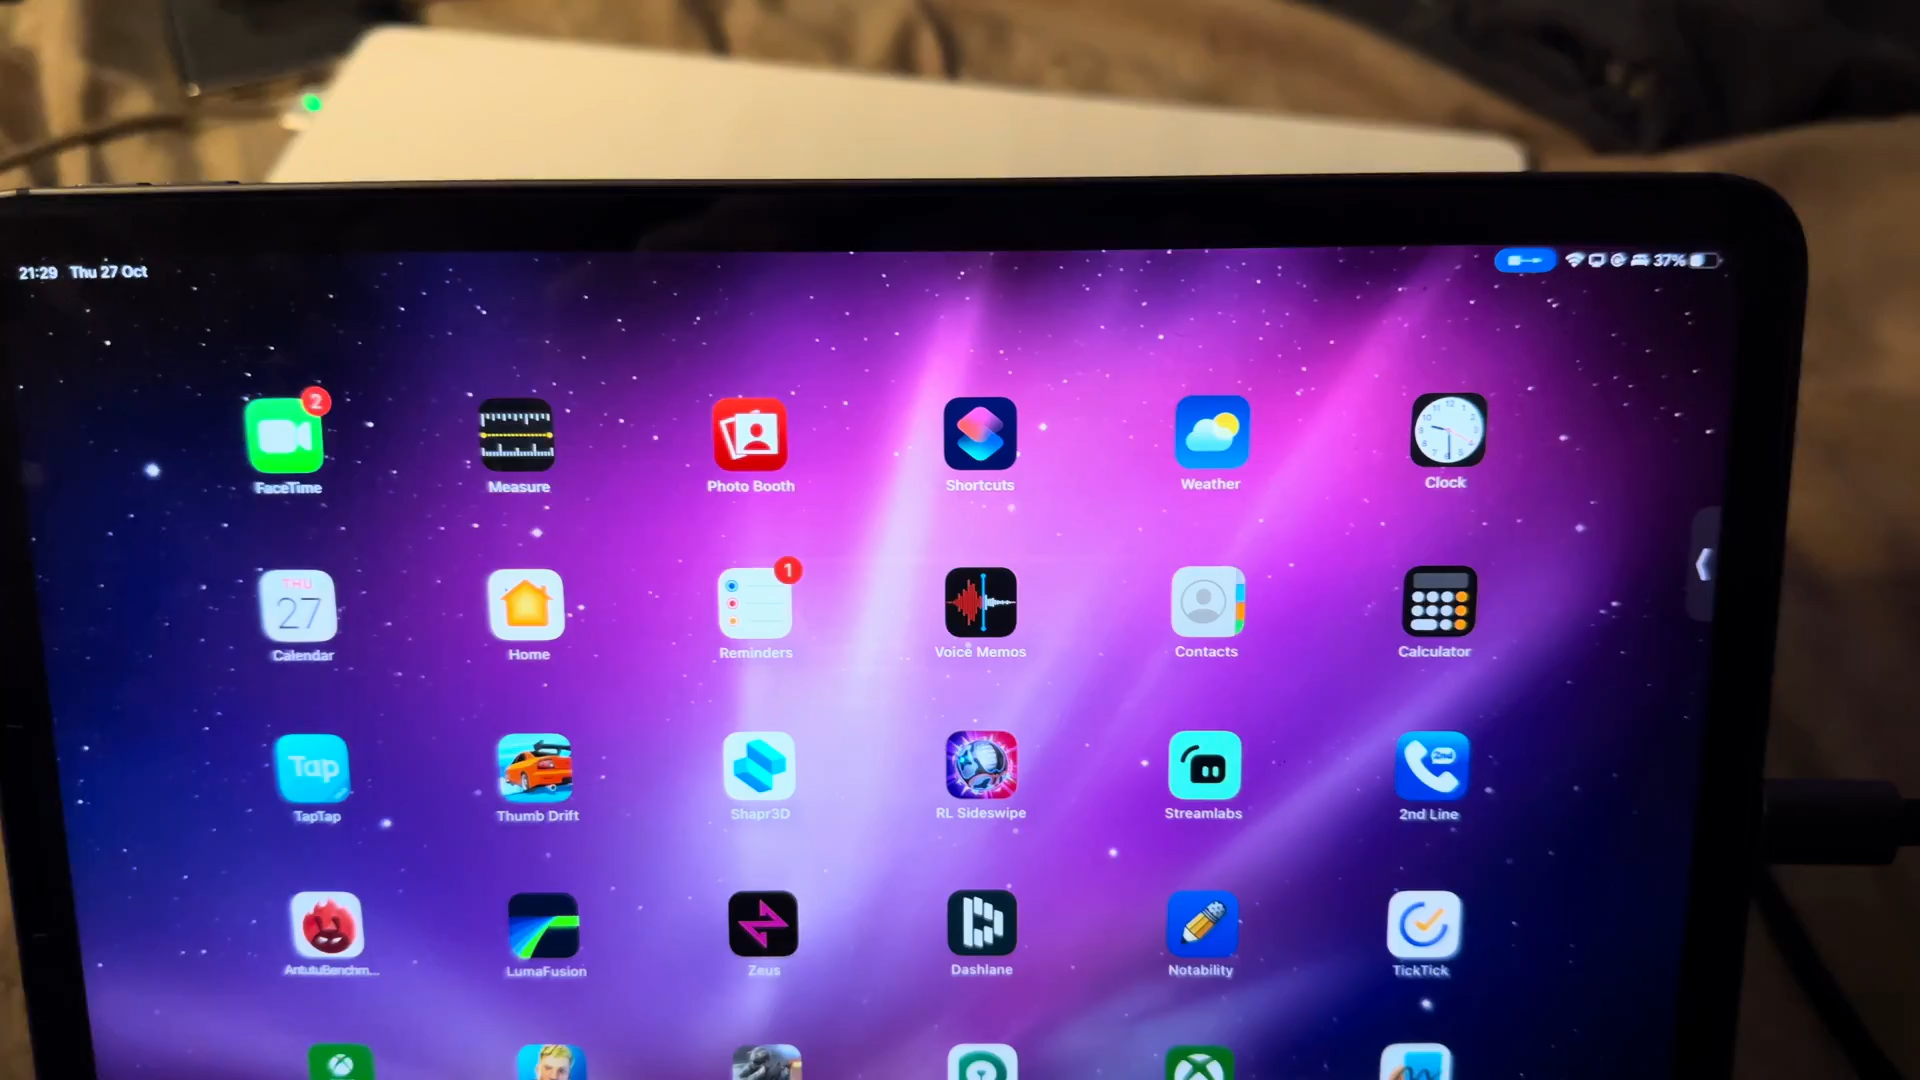 21:29 Thu 27 Oct 37%
2
FaceTime Measure Photo Booth Shortcuts Weather Clock
THU
27
1
Calendar Home Reminders Voice Memos Contacts Calculator
Tap
2nd
TapTap Thumb Drift Shapr3D RL Sideswipe Streamlabs 2nd Line
AntutuBenchm... LumaFusion Zeus Dashlane Notability TickTick